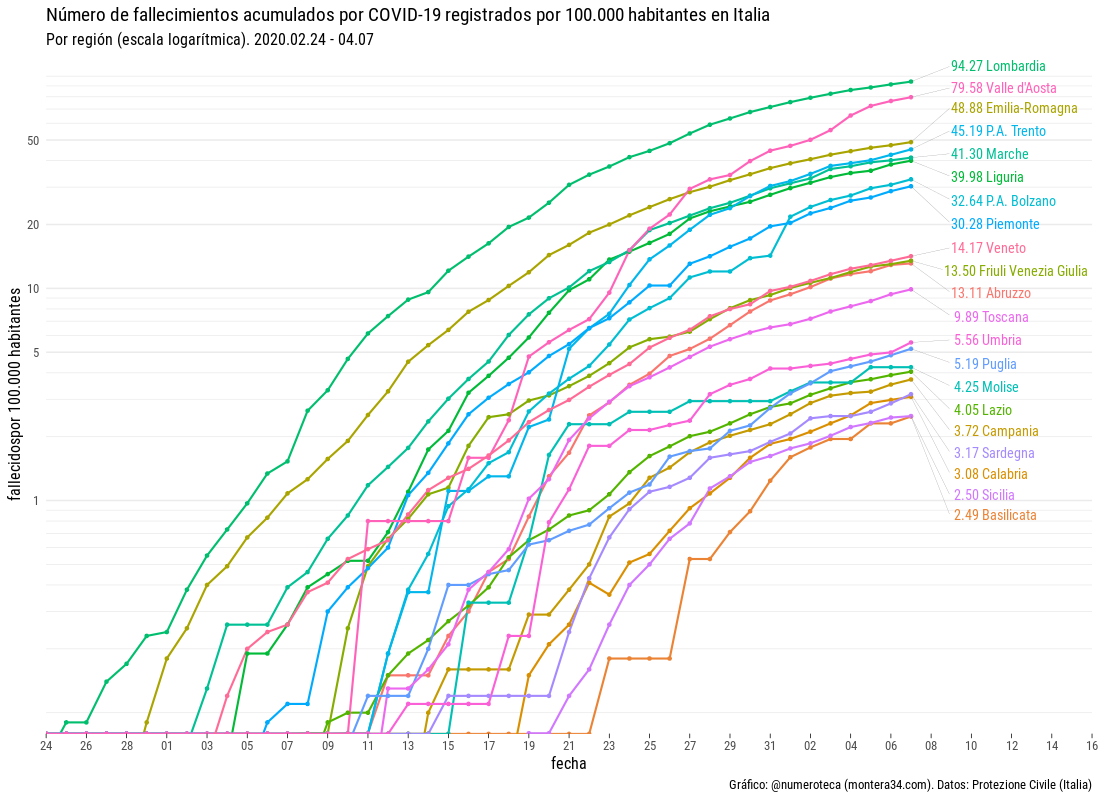 Número de fallecimientos acumulados por COVID-19 registrados por 100.000 habitantes en Italia
Por región (escala logarítmica). 2020.02.24 - 04.07
fallecidospor 100.000 habitantes
50
20
10
5
1
94.27 Lombardia
79.58 Valle d'Aosta
48.88 Emilia-Romagna
45.19 P.A. Trento
41.30 Marche
39.98 Liguria
32.64 P.A. Bolzano
30.28 Piemonte
14.17 Veneto
13.50 Friuli Venezia Giulia
13.11 Abruzzo
9.89 Toscana
5.56 Umbria
5.19 Puglia
4.25 Molise
4.05 Lazio
3.72 Campania
3.17 Sardegna
3.08 Calabria
2.50 Sicilia
2.49 Basilicata
24 26 28 01 03 05 07 09 11 13 15 17 19 21 23 25 27 29 31 02 04 06 08 10 12 14 16
fecha
Gráfico: @numeroteca (montera34.com). Datos: Protezione Civile (Italia)